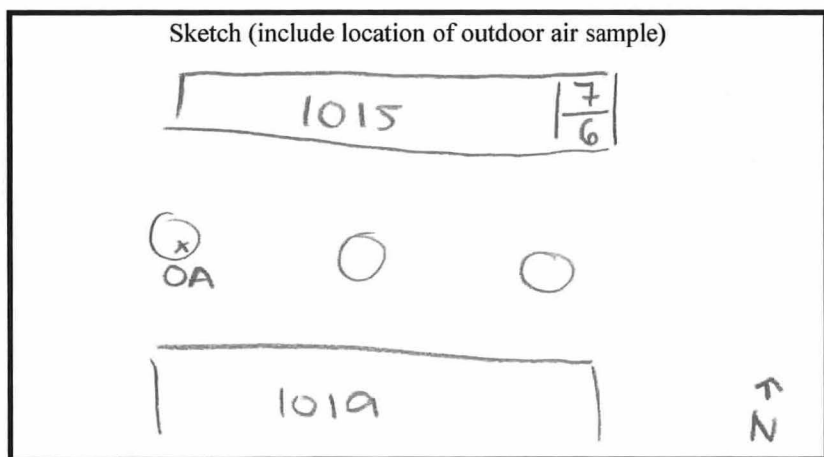 Sketch (include location of outdoor air sample)
1015
7
6
x
OA
1019
N